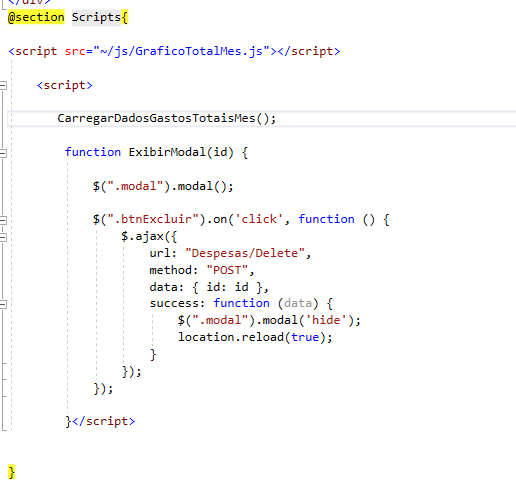 </div>
@section Scripts{
<script src="~/js/GraficoTotalMes.js"></script>
<script>
CarregarDadosGastosTotaisMes();
function ExibirModal(id) {
$(".modal").modal();
$(".btnExcluir").on('click', function () {
$.ajax({
url: "Despesas/Delete",
method: "POST",
data: { id: id },
success: function (data) {
$(".modal").modal('hide');
location.reload(true);
}
});
});
}</script>
}